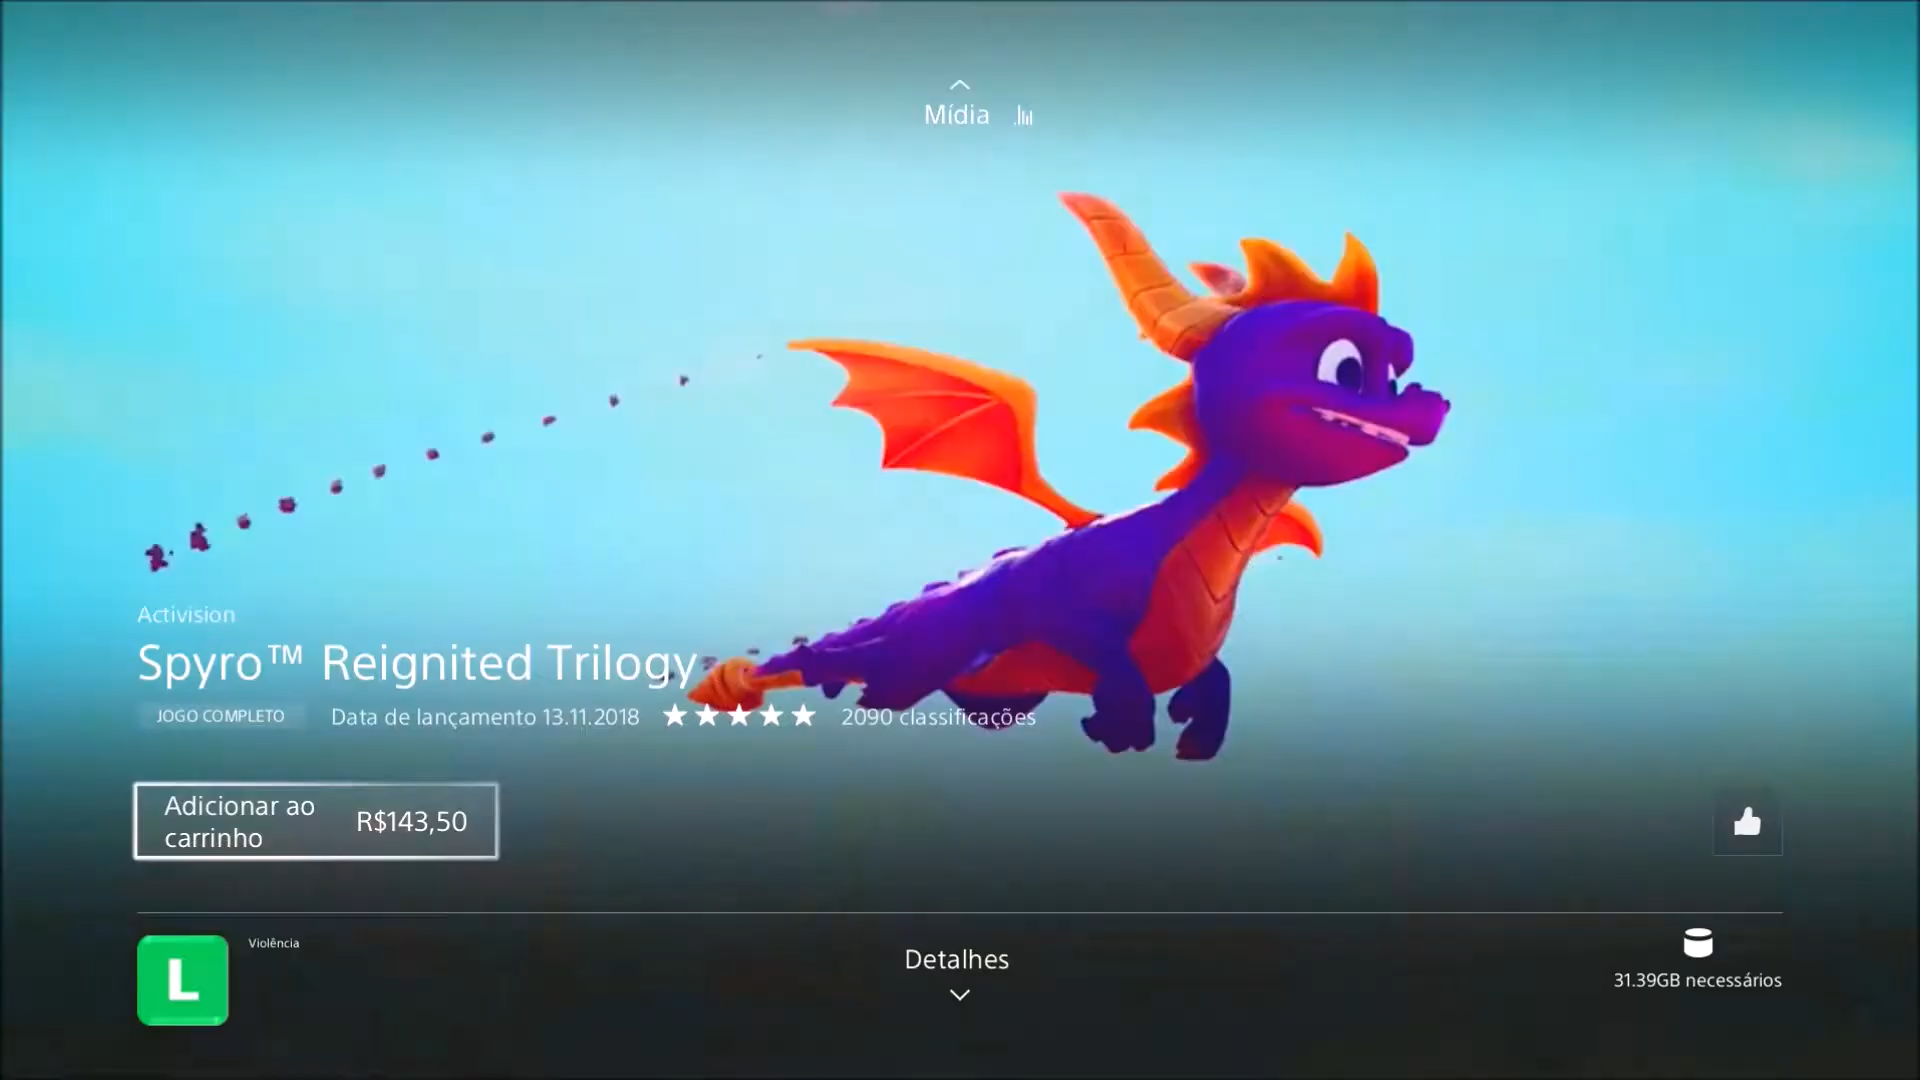 Mídia
Activision
Spyro™ Reignited Trilogy
JOGO COMPLETO Data de lançamento 13.11.2018 2090 classificações
Adicionar ao
carrinho
R$143,50
L
Violência
Detalhes
31.39GB necessários